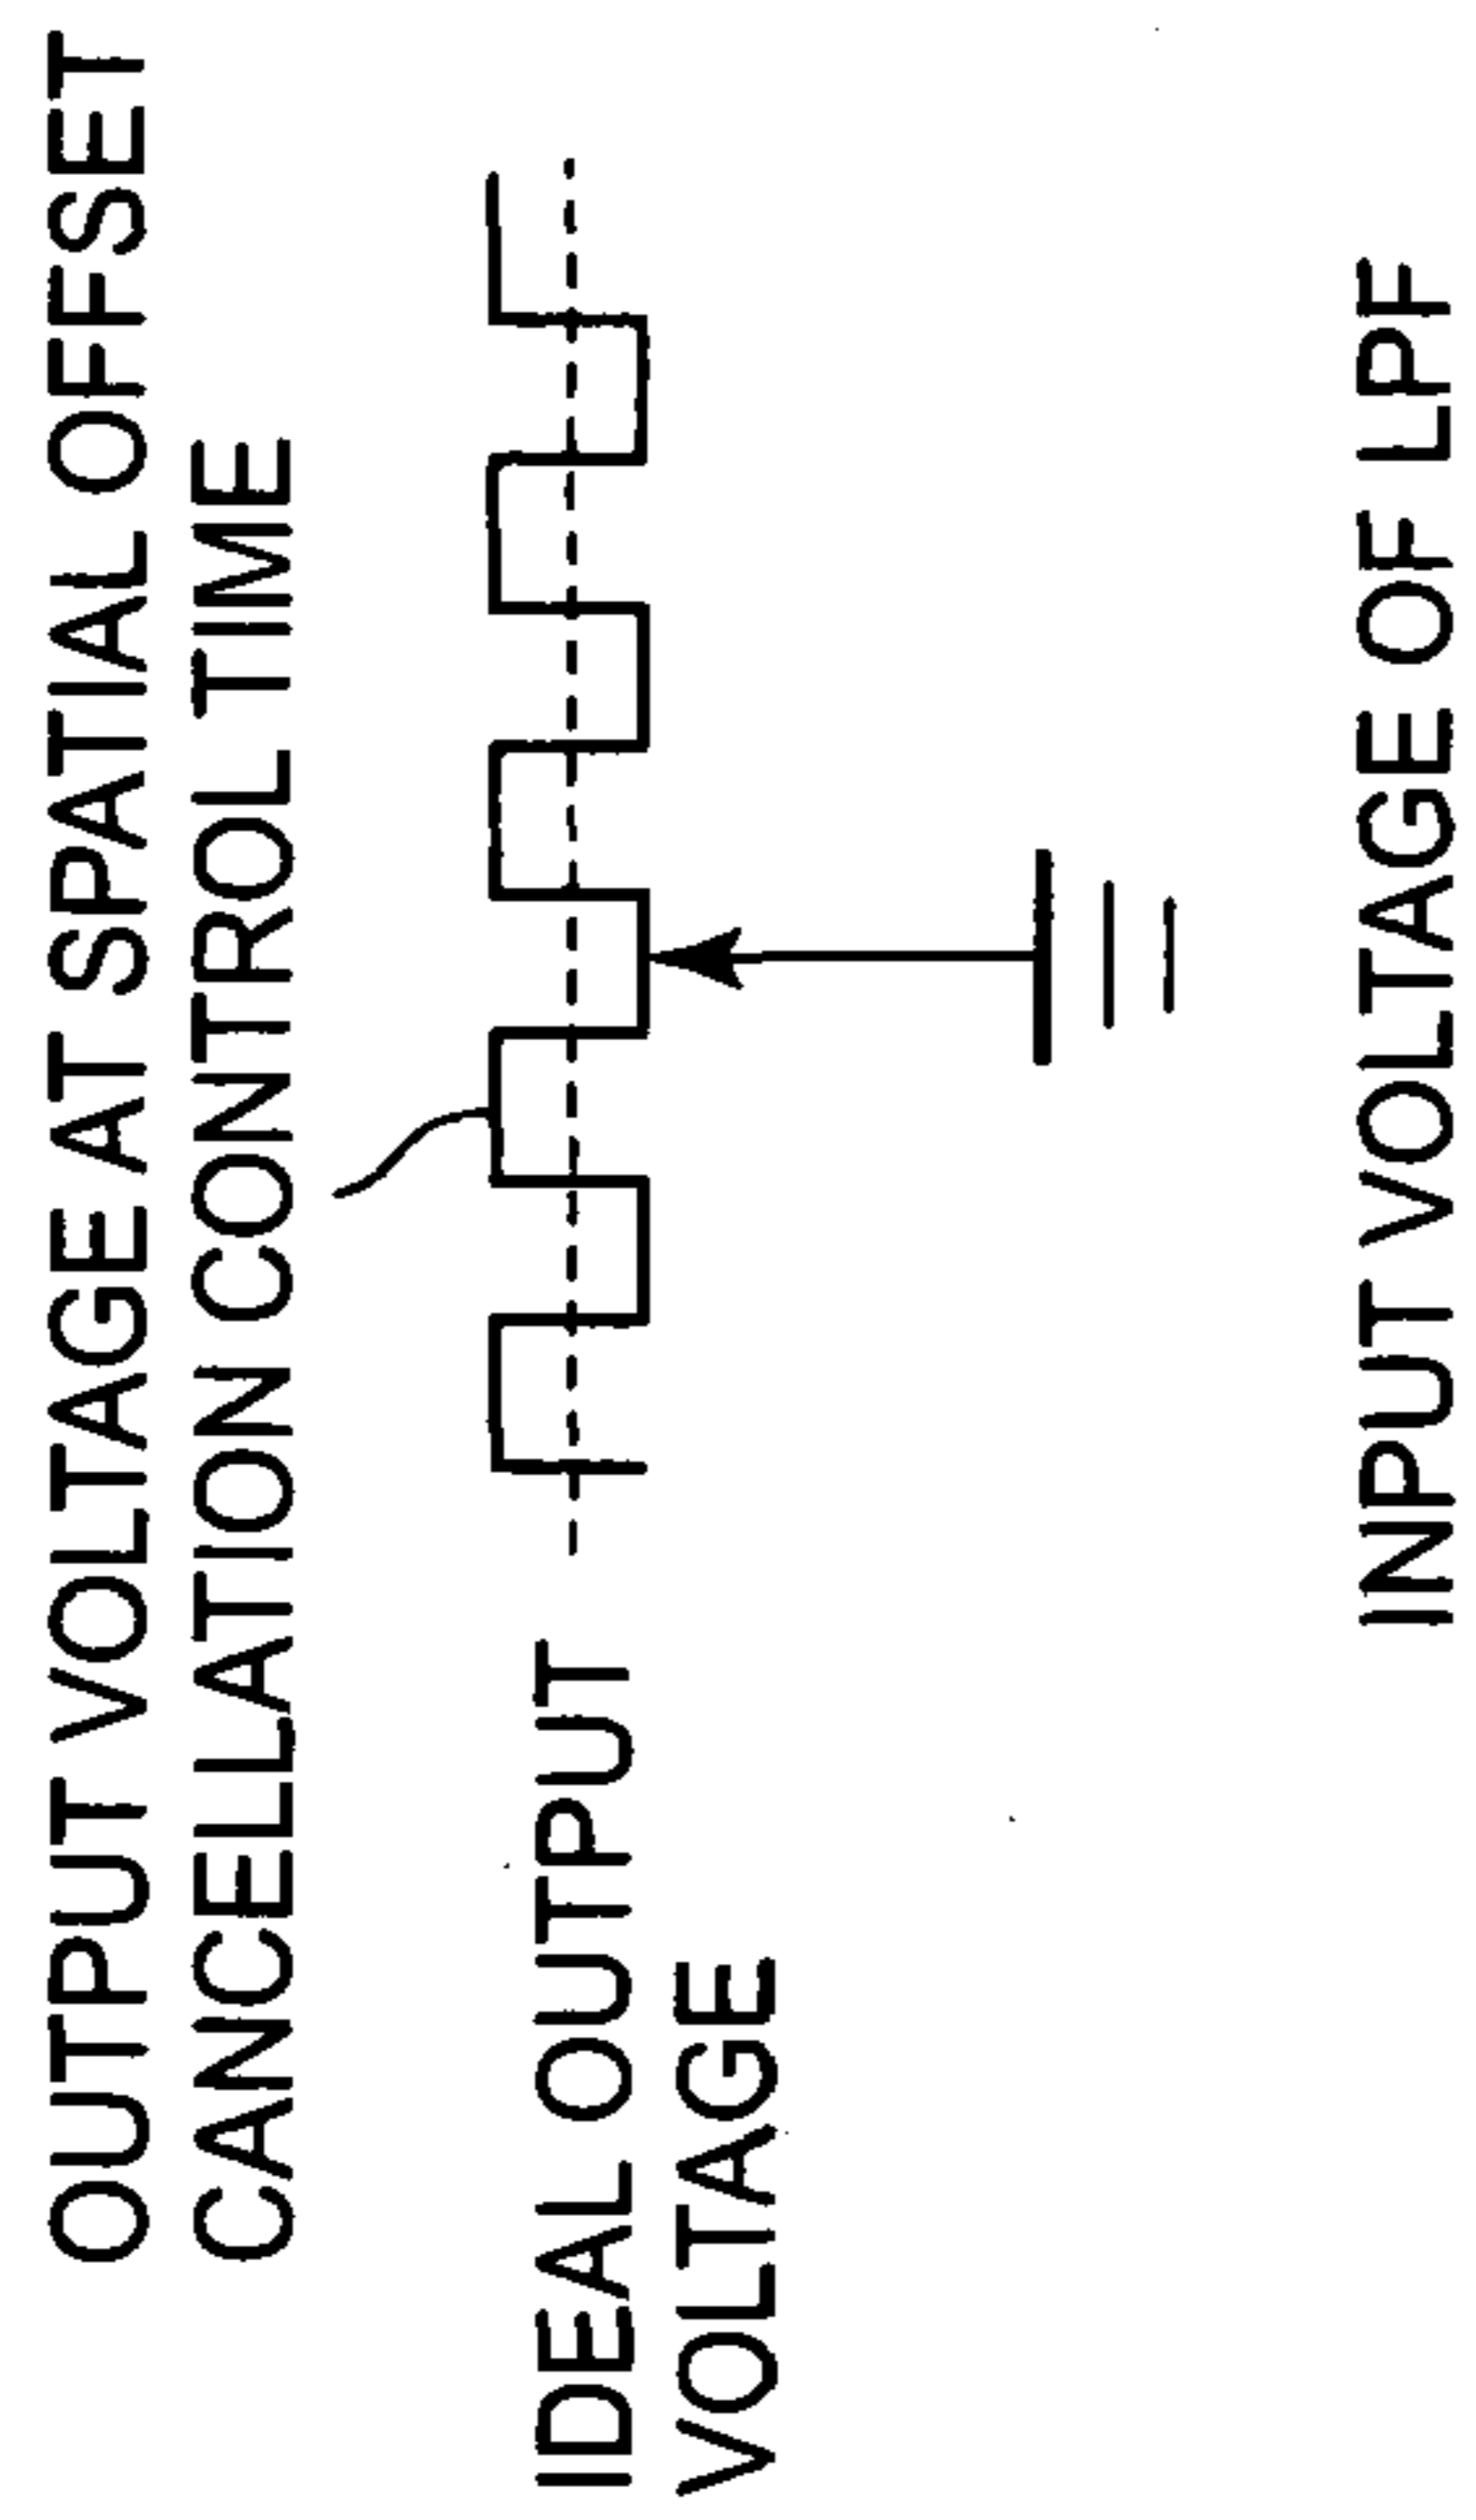 OUTPUT VOLTAGE AT SPATIAL OFFSET
CANCELLATION CONTROL TIME
IDEAL OUTPUT
VOLTAGE
INPUT VOLTAGE OF LPF